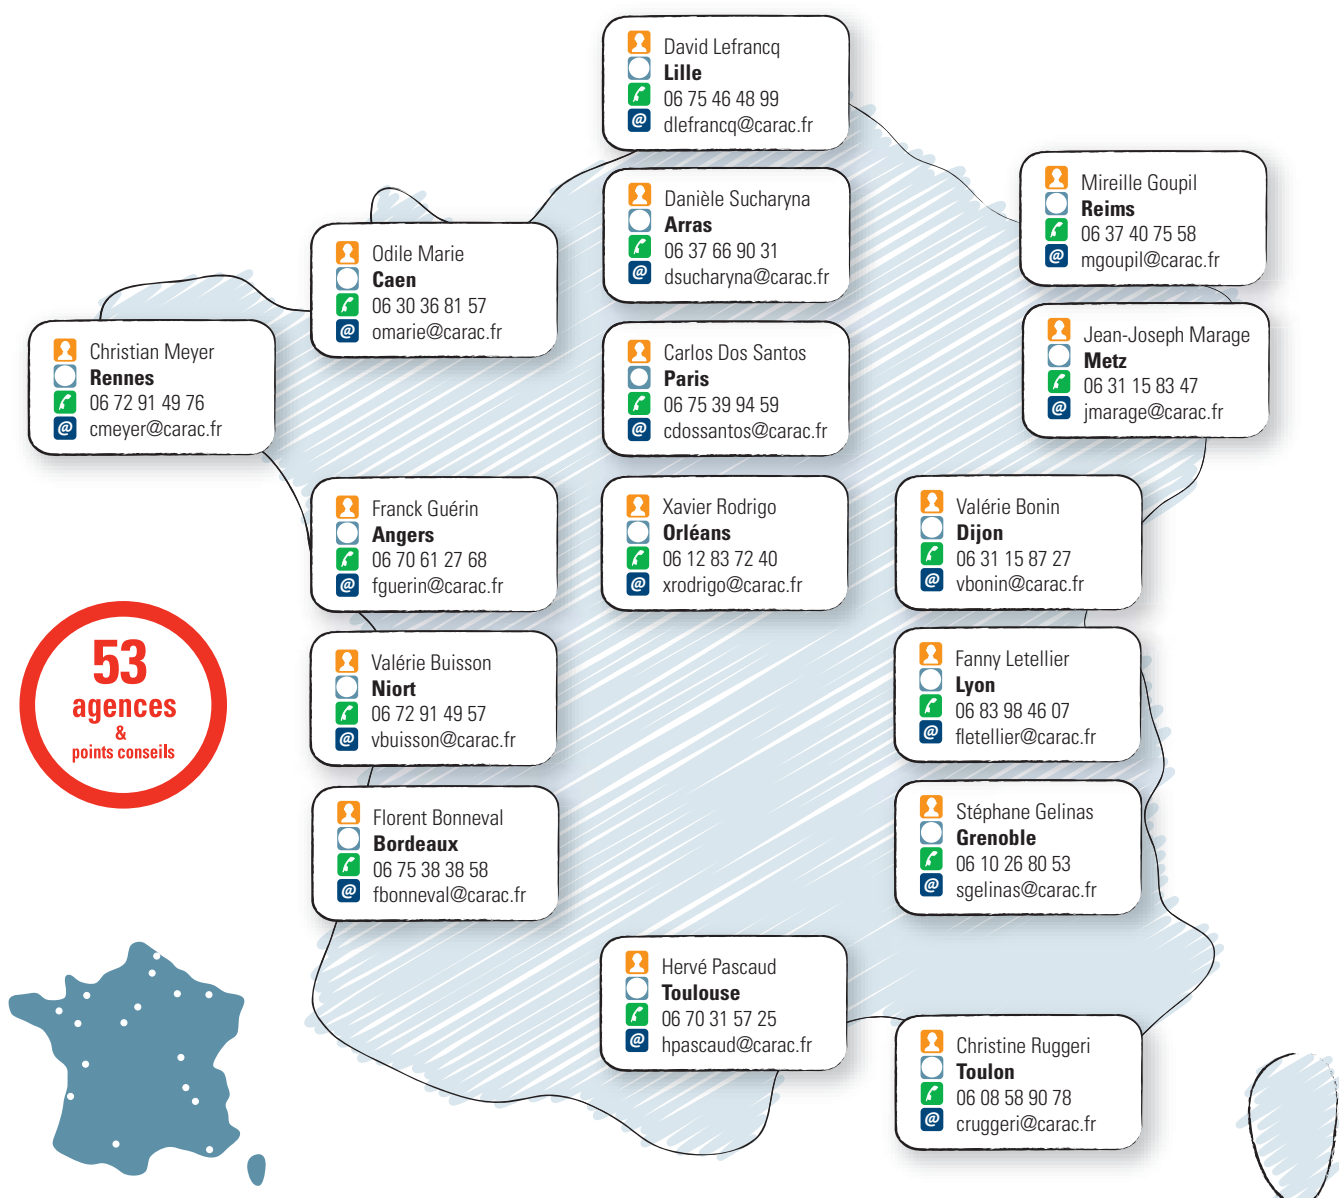 David Lefrancq
Lille
06 75 46 48 99
dlefrancq@carac.fr
Danièle Sucharyna
Arras
06 37 66 90 31
dsucharyna@carac.fr
Mireille Goupil
Reims
06 37 40 75 58
mgoupil@carac.fr
Odile Marie
Caen
06 30 36 81 57
omarie@carac.fr
Christian Meyer
Rennes
06 72 91 49 76
cmeyer@carac.fr
Carlos Dos Santos
Paris
06 75 39 94 59
cdossantos@carac.fr
Jean-Joseph Marage
Metz
06 31 15 83 47
jmarage@carac.fr
Franck Guérin
Angers
06 70 61 27 68
fguerin@carac.fr
Xavier Rodrigo
Orléans
06 12 83 72 40
xrodrigo@carac.fr
Valérie Bonin
Dijon
06 31 15 87 27
vbonin@carac.fr
53
agences
&
points conseils
Valérie Buisson
Niort
06 72 91 49 57
vbuisson@carac.fr
Fanny Letellier
Lyon
06 83 98 46 07
fletellier@carac.fr
Florent Bonneval
Bordeaux
06 75 38 38 58
fbonneval@carac.fr
Stéphane Gelinas
Grenoble
06 10 26 80 53
sgelinas@carac.fr
Hervé Pascaud
Toulouse
06 70 31 57 25
hpascaud@carac.fr
Christine Ruggeri
Toulon
06 08 58 90 78
cruggeri@carac.fr